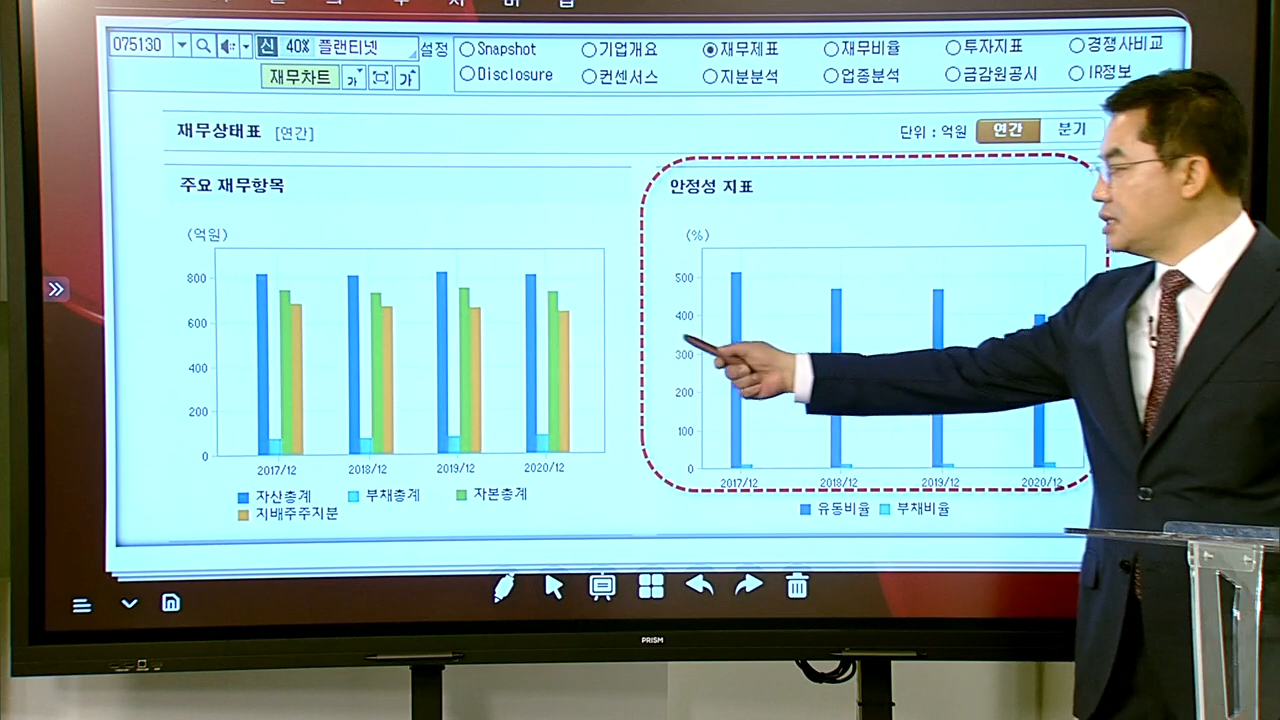 075130 신 40% 플랜티넷 설정 Snapshot 기업개요 재무제표 재무비율 투자지표 경쟁사비교
재무차트 가 가 Disclosure 컨센서스 지분분석 업종분석 금감원공시 IR정보
재무상태표 [연간] 단위 : 억원 연간 분기
주요 재무항목
(억원)
800
600
400
200
0
2017/12 2018/12 2019/12 2020/12
자산총계 부채총계 자본총계
지배주주지분
안정성 지표
(%)
500
400
300
200
100
0
2017/12 2018/12 2019/12 2020/12
유동비율 부채비율
PRISM